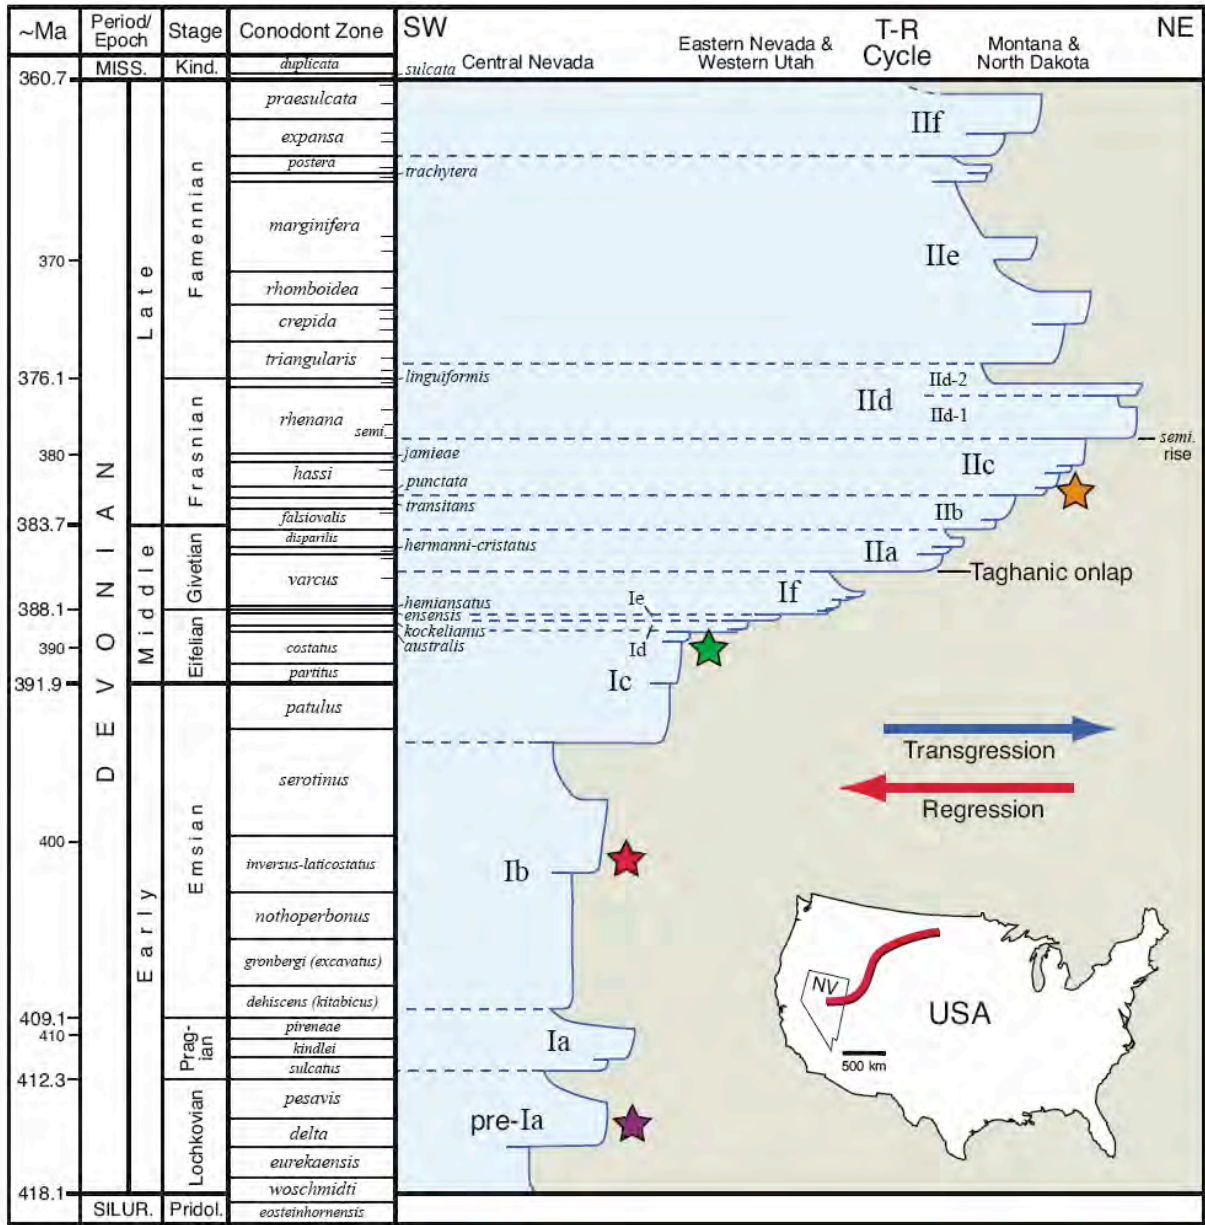 ~Ma
Period/
Epoch
Stage
Conodont Zone
SW
Central Nevada
Eastern Nevada &
Western Utah
T-R
Cycle
Montana &
North Dakota
NE
MISS.
Kind.
duplicata
sulcata
360.7
praesulcata
expansa
postera
trachytera
marginifera
370
rhomboidea
crepida
triangularis
376.1
linguiformis
rhenana
semi.
380
jamieae
hassi
punctata
transitans
383.7
falsiovalis
disparilis
hermanni-cristatus
varcus
388.1
hemiansatus
ensensis
kockelianus
390
costatus
australis
partitus
391.9
patulus
serotinus
400
inversus-laticostatus
nothoperbonus
gronbergi (excavatus)
dehiscens (kitabicus)
409.1
pireneae
410
kindlei
sulcatus
412.3
pesavis
delta
eurekaensis
woschmidti
418.1
SILUR.
Pridol.
eosteinhornensis
DEVONIAN
Late
Middle
Early
Famennian
Frasnian
Givetian
Eifelian
Emsian
Prag-
ian
Lochkovian
IIf
IIe
IId-2
IId
IId-1
semi.
rise
IIc
IIb
IIa
Taghanic onlap
If
Ie
Id
Ic
Transgression
Regression
Ib
Ia
pre-Ia
NV
USA
500 km